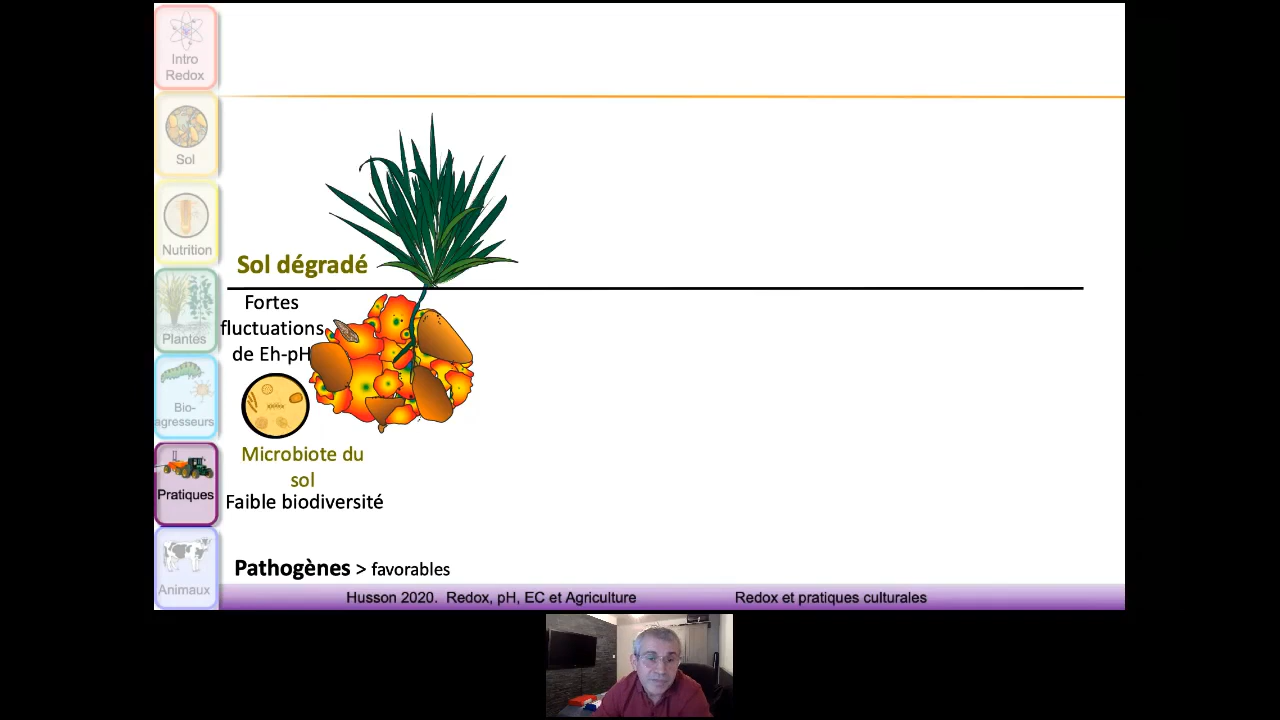 Intro
Redox
Sol
Nutrition
Plantes
Bio-
agresseurs
Pratiques
Animaux
Sol dégradé
Fortes
fluctuations
de Eh-pH
Microbiote du
sol
Faible biodiversité
Pathogènes > favorables
Husson 2020. Redox, pH, EC et Agriculture
Redox et pratiques culturales